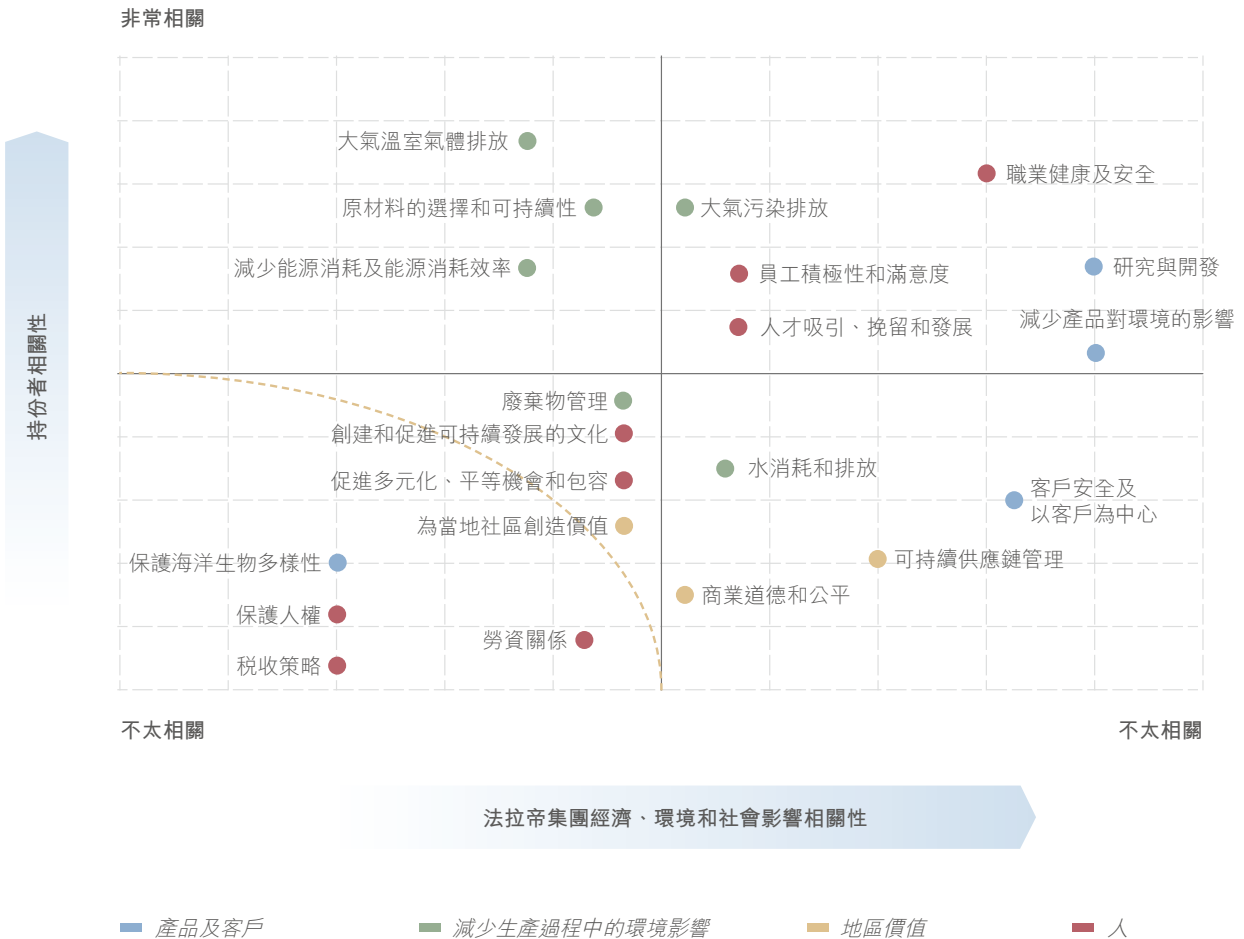 非常相關
大氣溫室氣體排放
職業健康及安全
原材料的選擇和可持續性
大氣污染排放
減少能源消耗及能源消耗效率
員工積極性和滿意度
研究與開發
減少產品對環境的影響
人才吸引、挽留和發展
持份者相關性
廢棄物管理
創建和促進可持續發展的文化
水消耗和排放
促進多元化、平等機會和包容
客戶安全及
以客戶為中心
為當地社區創造價值
保護海洋生物多樣性
可持續供應鏈管理
商業道德和公平
保護人權
勞資關係
税收策略
不太相關
不太相關
法拉帝集團經濟、環境和社會影響相關性
產品及客戶
減少生產過程中的環境影響
地區價值
人